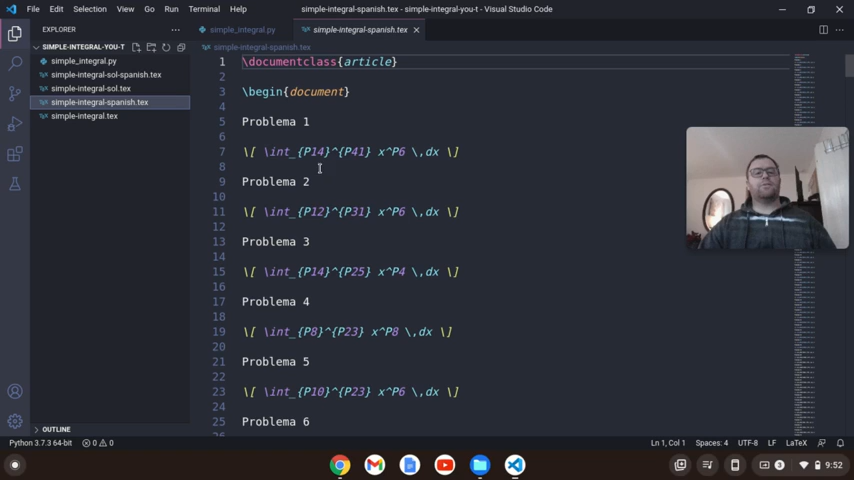 File Edit Selection View Go Run Terminal Help
simple-integral-spanish.tex - simple-integral-you-t - Visual Studio Code
EXPLORER
SIMPLE-INTEGRAL-YOU-T
simple_integral.py
simple-integral-sol-spanish.tex
simple-integral-sol.tex
simple-integral-spanish.tex
simple-integral.tex
OUTLINE
simple_integral.py
simple-integral-spanish.tex
simple-integral-spanish.tex
1 \documentclass{article}
2
3 \begin{document}
4
5 Problema 1
6
7 \[ \int_{P14}^{P41} x^P6 \,dx \]
8
9 Problema 2
10
11 \[ \int_{P12}^{P31} x^P6 \,dx \]
12
13 Problema 3
14
15 \[ \int_{P14}^{P25} x^P4 \,dx \]
16
17 Problema 4
18
19 \[ \int_{P8}^{P23} x^P8 \,dx \]
20
21 Problema 5
22
23 \[ \int_{P10}^{P23} x^P6 \,dx \]
24
25 Problema 6
Python 3.7.3 64-bit 0 0
Ln 1, Col 1 Spaces: 4 UTF-8 LF LaTeX
3 9:52